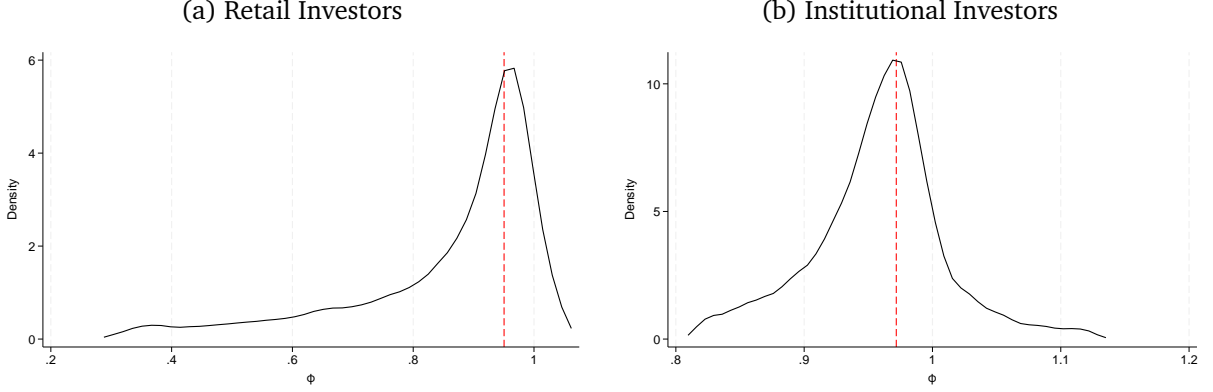 (a) Retail Investors
6
4
2
0
Density
.2 .4 .6 .8 1
ϕ
(b) Institutional Investors
10
5
0
Density
.8 .9 1 1.1 1.2
ϕ